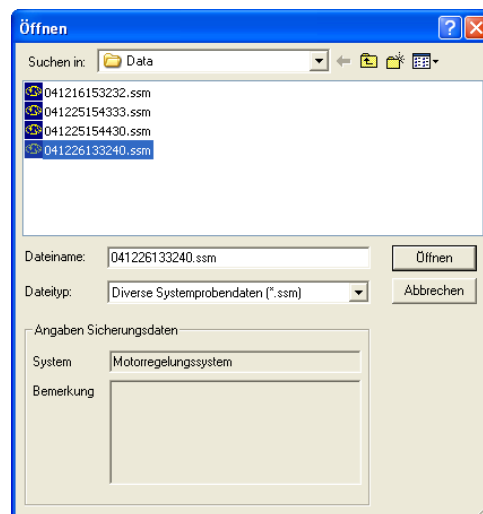 Öffnen
Suchen in: Data
041216153232.ssm
041225154333.ssm
041225154430.ssm
041226133240.ssm
Dateiname: 041226133240.ssm Öffnen
Dateityp: Diverse Systemprobendaten (*.ssm) Abbrechen
Angaben Sicherungsdaten
System Motorregelungssystem
Bemerkung